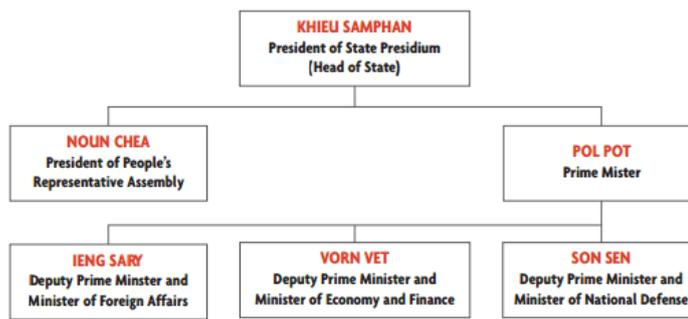 KHIEU SAMPHAN
President of State Presidium
(Head of State)
NOUN CHEA
President of People's
Representative Assembly
POL POT
Prime Mister
IENG SARY
Deputy Prime Minster and
Minister of Foreign Affairs
VORN VET
Deputy Prime Minister and
Minister of Economy and Finance
SON SEN
Deputy Prime Minister and
Minister of National Defense